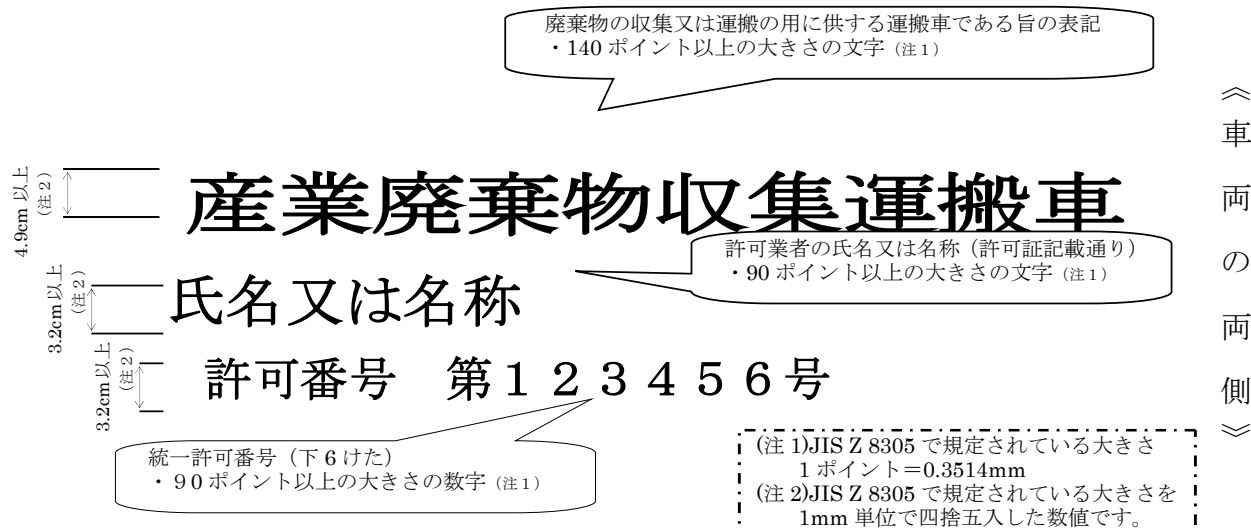 廃棄物の収集又は運搬の用に供する運搬車である旨の表記
・140 ポイント以上の大きさの文字（注１）
《車両の両側》
4.9cm 以上
（注２）
産業廃棄物収集運搬車
許可業者の氏名又は名称（許可証記載通り）
・90 ポイント以上の大きさの文字（注１）
3.2cm 以上
（注２）
氏名又は名称
3.2cm 以上
（注２）
許可番号　第１２３４５６号
統一許可番号（下 6 けた）
・９0 ポイント以上の大きさの数字（注１）
(注 1)JIS Z 8305 で規定されている大きさ
1 ポイント＝0.3514mm
(注 2)JIS Z 8305 で規定されている大きさを
1mm 単位で四捨五入した数値です。